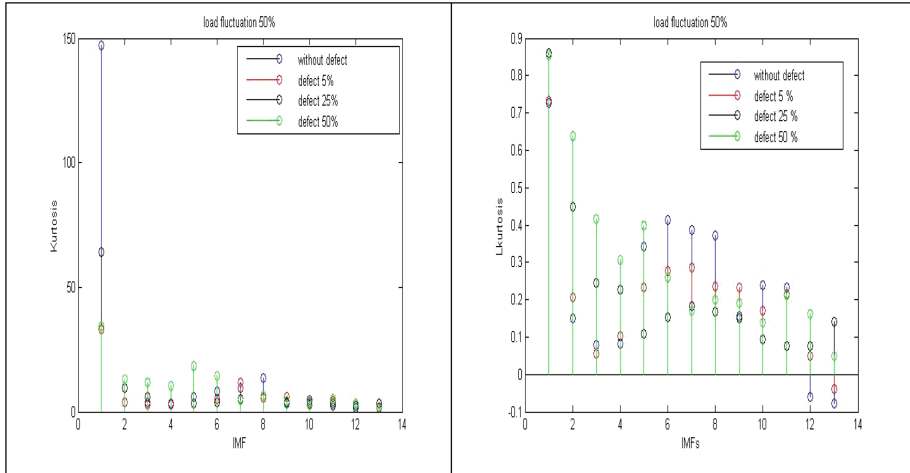 load fluctuation 50%
150
100
50
0
Kurtosis
without defect
defect 5%
defect 25%
defect 50%
0 2 4 6 8 10 12 14
IMF
load fluctuation 50%
0.9
0.8
0.7
0.6
0.5
0.4
0.3
0.2
0.1
0
-0.1
Lkurtosis
without defect
defect 5 %
defect 25 %
defect 50 %
0 2 4 6 8 10 12 14
IMFs